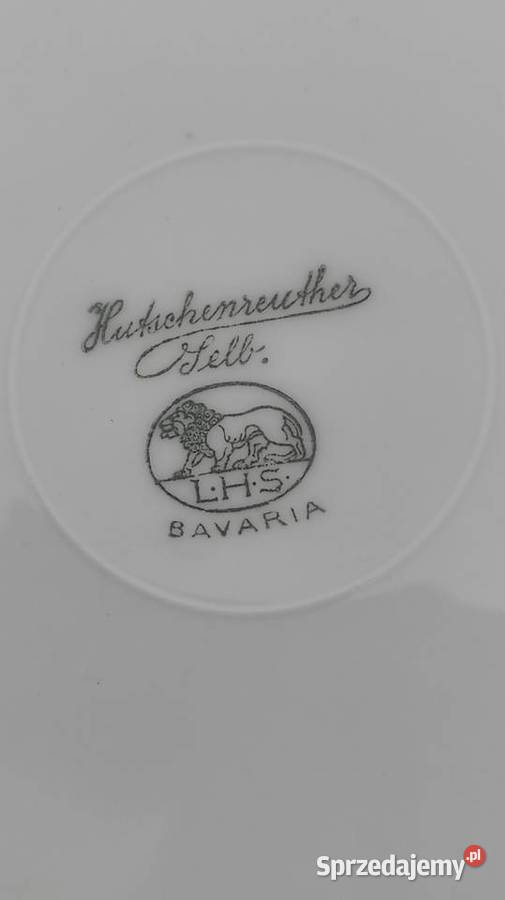 Hutschenreuther
Selb.
L·H·S·
BAVARIA
Sprzedajemy.pl